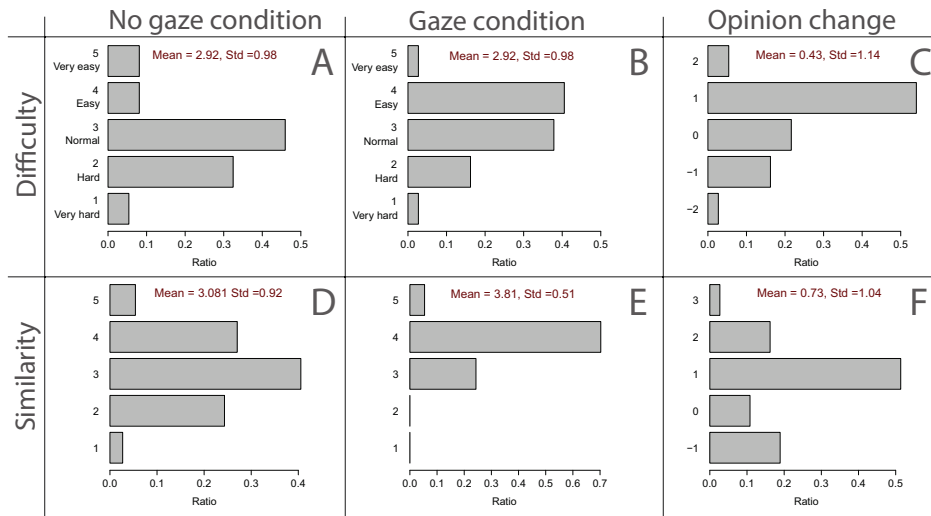 No gaze condition
Gaze condition
Opinion change
Difficulty
Mean = 2.92, Std =0.98
A
5
Very easy
4
Easy
3
Normal
2
Hard
1
Very hard
0.0 0.1 0.2 0.3 0.4 0.5
Ratio
Mean = 2.92, Std =0.98
B
5
Very easy
4
Easy
3
Normal
2
Hard
1
Very hard
0.0 0.1 0.2 0.3 0.4 0.5
Ratio
Mean = 0.43, Std =1.14
C
2
1
0
−1
−2
0.0 0.1 0.2 0.3 0.4 0.5
Ratio
Similarity
Mean = 3.081 Std =0.92
D
5
4
3
2
1
0.0 0.1 0.2 0.3 0.4
Ratio
Mean = 3.81, Std =0.51
E
5
4
3
2
1
0.0 0.1 0.2 0.3 0.4 0.5 0.6 0.7
Ratio
Mean = 0.73, Std =1.04
F
3
2
1
0
−1
0.0 0.1 0.2 0.3 0.4 0.5
Ratio